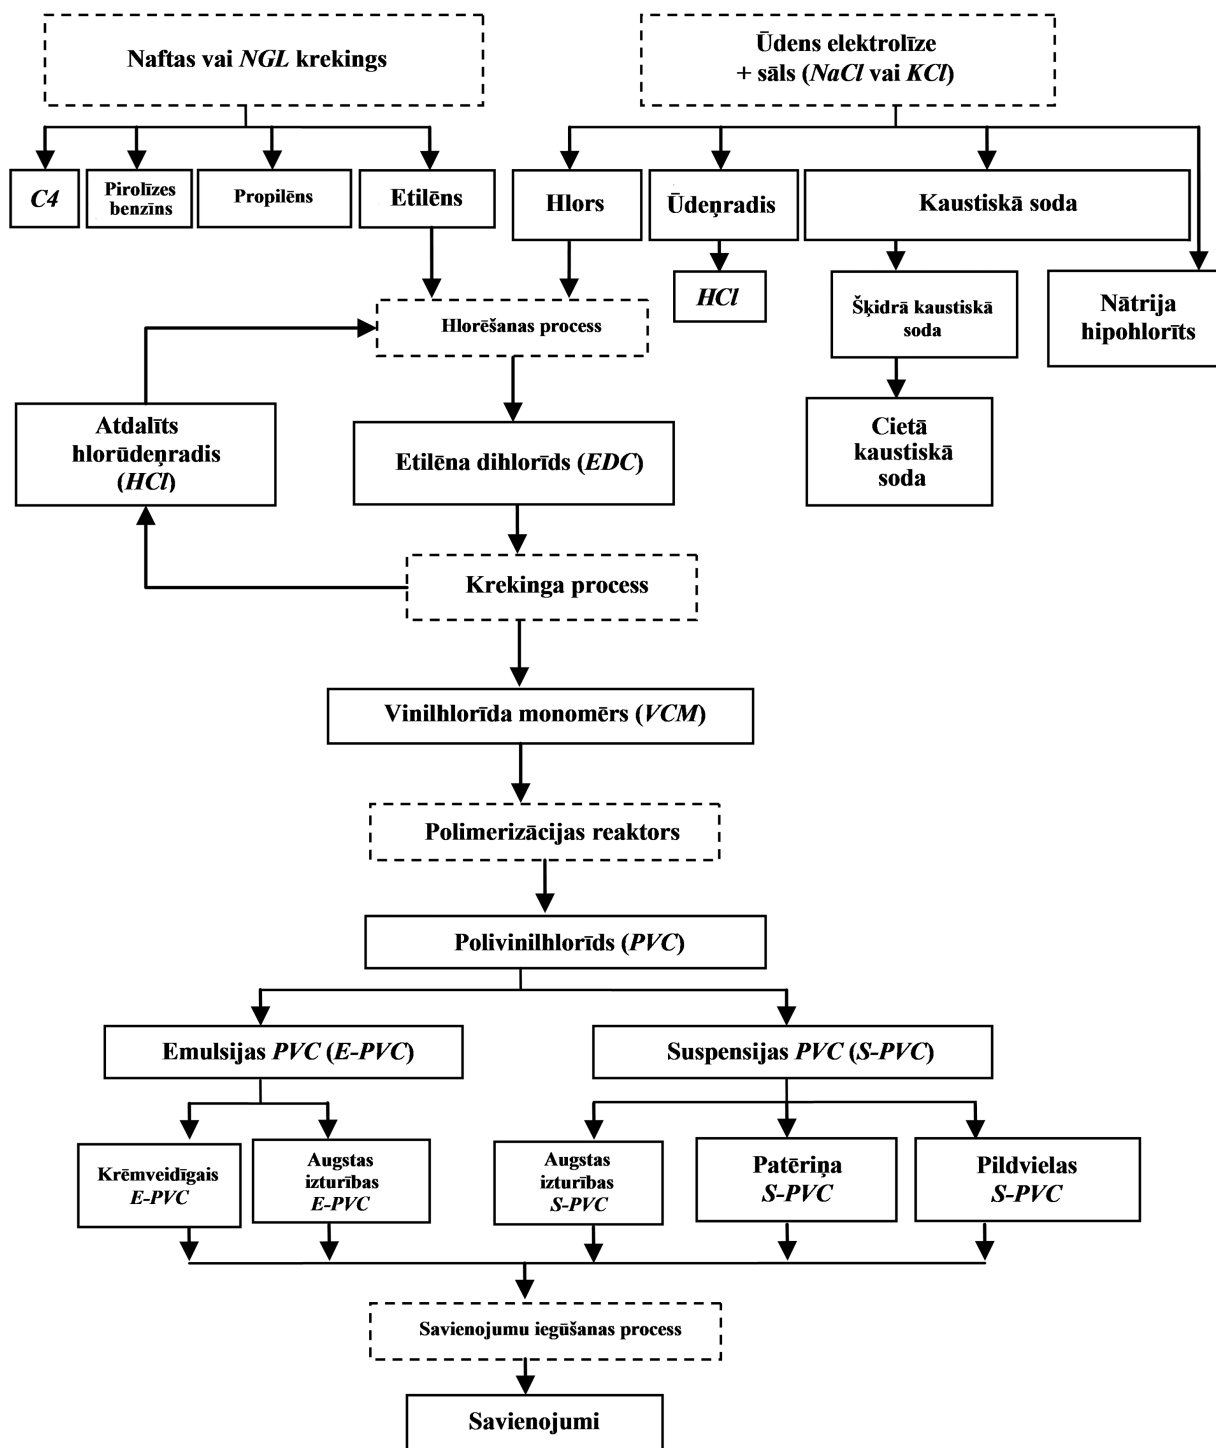 Naftas vai NGL krekings
Ūdens elektrolīze
+ sāls (NaCl vai KCl)
C4
Pirolīzes
benzīns
Propilēns
Etilēns
Hlors
Ūdeņradis
Kaustiskā soda
HCl
Šķidrā kaustiskā
soda
Nātrija
hipohlorīts
Hlorēšanas process
Atdalīts
hlorūdeņradis
(HCl)
Etilēna dihlorīds (EDC)
Cietā
kaustiskā
soda
Krekinga process
Vinilhlorīda monomērs (VCM)
Polimerizācijas reaktors
Polivinilhlorīds (PVC)
Emulsijas PVC (E-PVC)
Suspensijas PVC (S-PVC)
Krēmveidīgais
E-PVC
Augstas
izturības
E-PVC
Augstas
izturības
S-PVC
Patēriņa
S-PVC
Pildvielas
S-PVC
Savienojumu iegūšanas process
Savienojumi